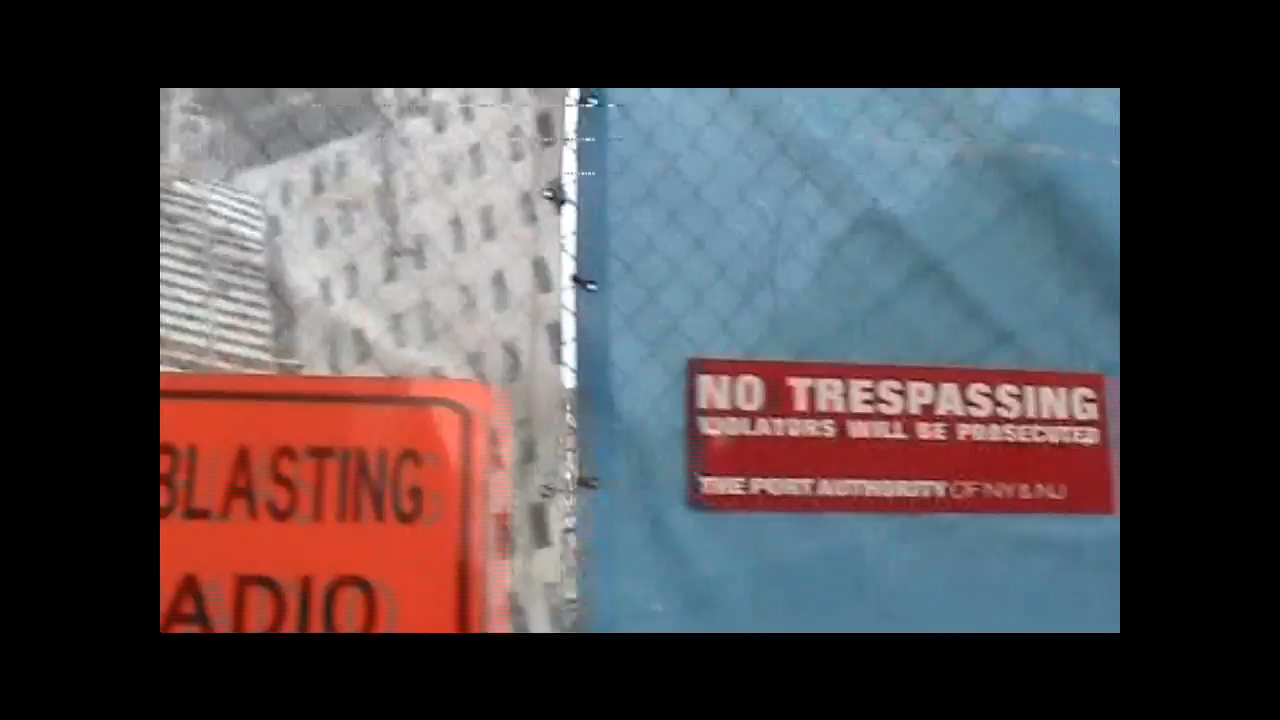 BLASTING
ADIO
NO TRESPASSING
VIOLATORS WILL BE PROSECUTED
THE PORT AUTHORITY OF NY & NJ